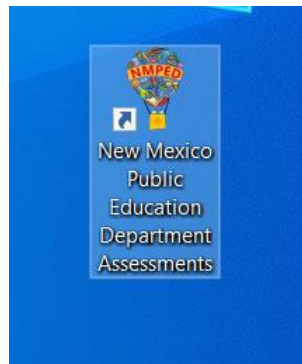 NMPED
New Mexico
Public
Education
Department
Assessments